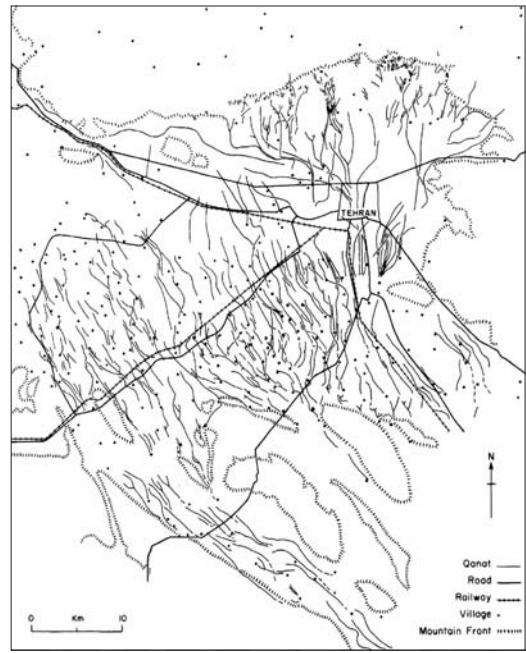 TEHRAN
N
Qanat
Road
Railway
Village
Mountain Front
0 Km 10